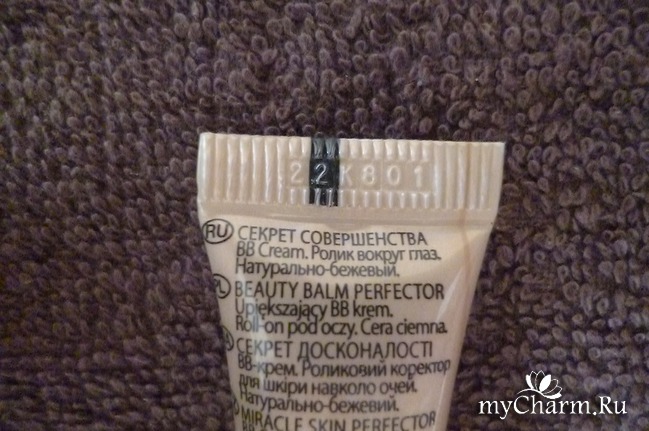 22K801
RU СЕКРЕТ СОВЕРШЕНСТВА
BB Cream. Ролик вокруг глаз.
Натурально-бежевый.
PL BEAUTY BALM PERFECTOR
Upiększający BB krem.
Roll-on pod oczy. Cera ciemna.
СЕКРЕТ ДОСКОНАЛОСТІ
ВВ-крем. Роликовий коректор
для шкіри навколо очей.
Натурально-бежевий.
MIRACLE SKIN PERFECTOR
myCharm.Ru